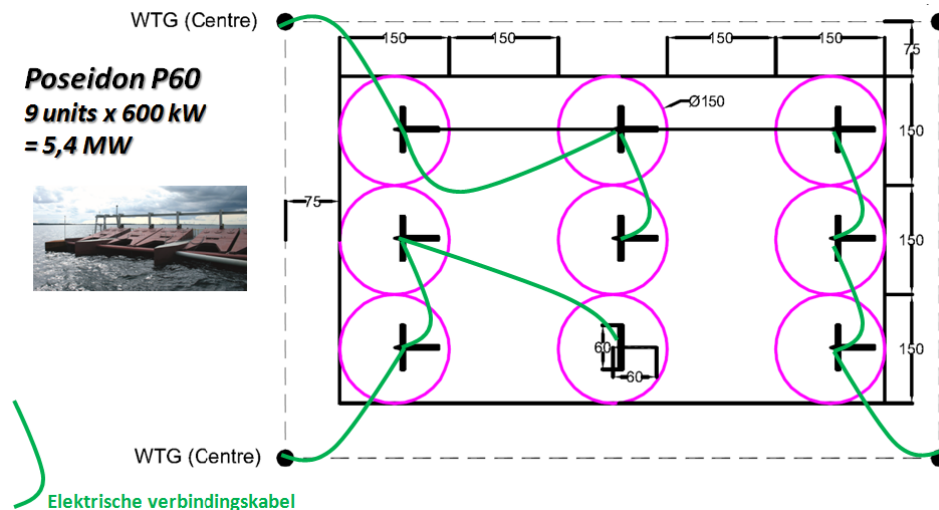 WTG (Centre)
150
150
150
150
75
Poseidon P60
9 units x 600 kW
= 5,4 MW
Ø150
150
75
150
60
60
150
WTG (Centre)
Elektrische verbindingskabel